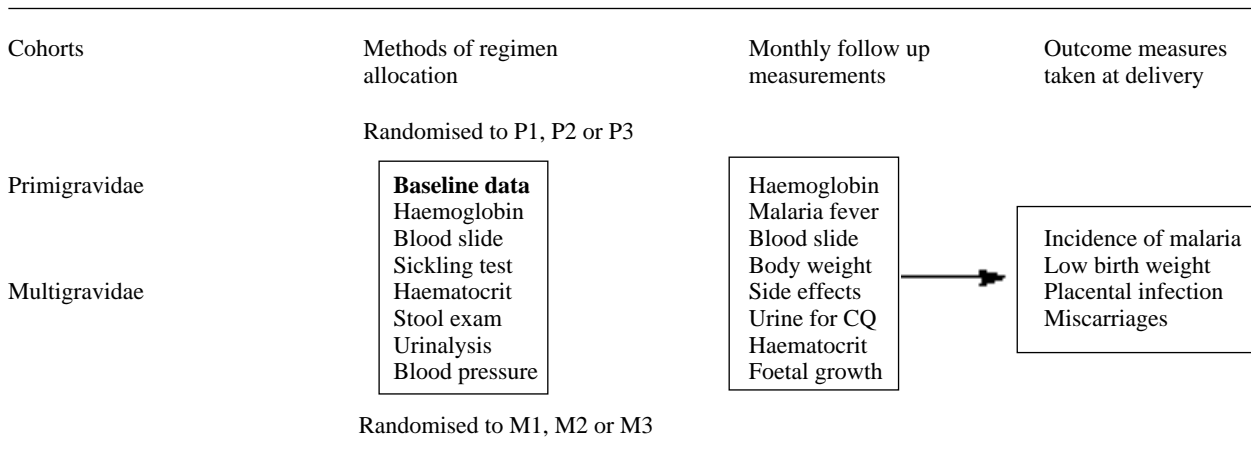 Cohorts
Methods of regimen
allocation
Monthly follow up
measurements
Outcome measures
taken at delivery
Randomised to P1, P2 or P3
Primigravidae
Multigravidae
Baseline data
Haemoglobin
Blood slide
Sickling test
Haematocrit
Stool exam
Urinalysis
Blood pressure
Haemoglobin
Malaria fever
Blood slide
Body weight
Side effects
Urine for CQ
Haematocrit
Foetal growth
Incidence of malaria
Low birth weight
Placental infection
Miscarriages
Randomised to M1, M2 or M3